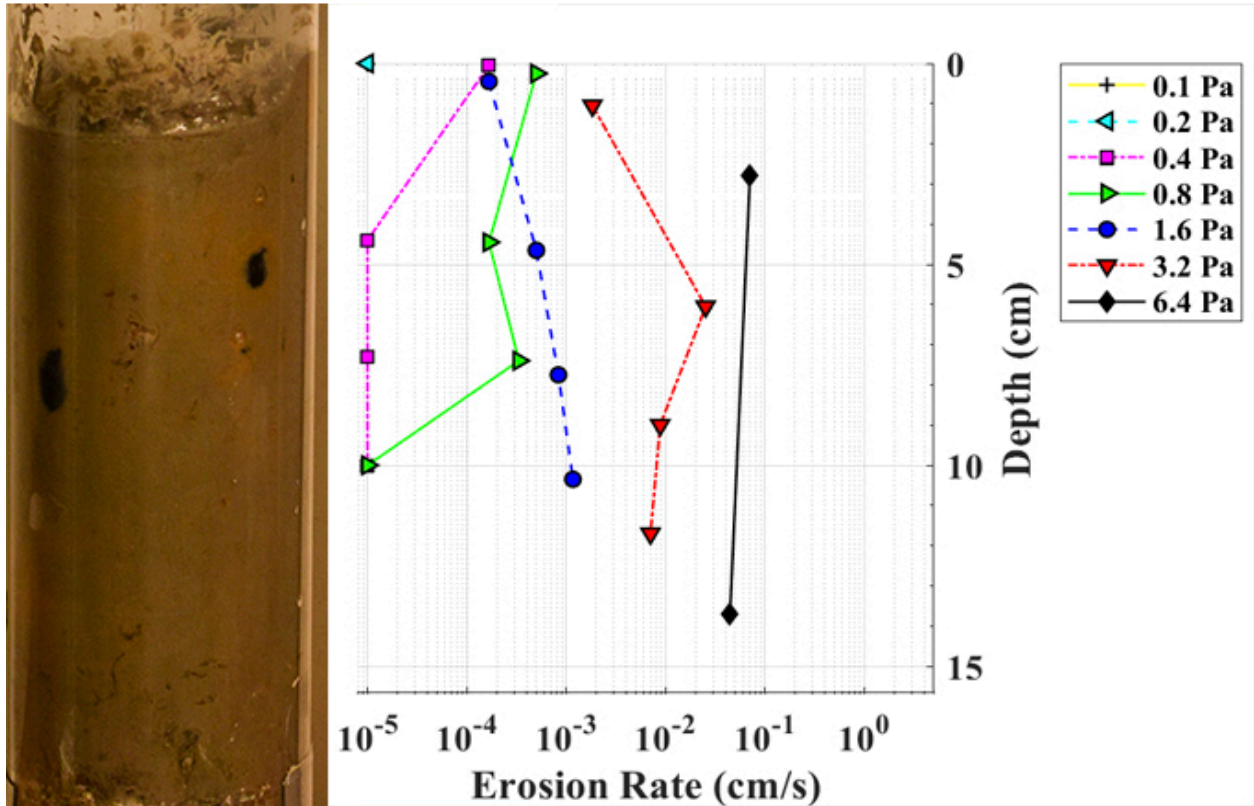 0
5
10
15
Depth (cm)
10⁻⁵ 10⁻⁴ 10⁻³ 10⁻² 10⁻¹ 10⁰
Erosion Rate (cm/s)
0.1 Pa
0.2 Pa
0.4 Pa
0.8 Pa
1.6 Pa
3.2 Pa
6.4 Pa